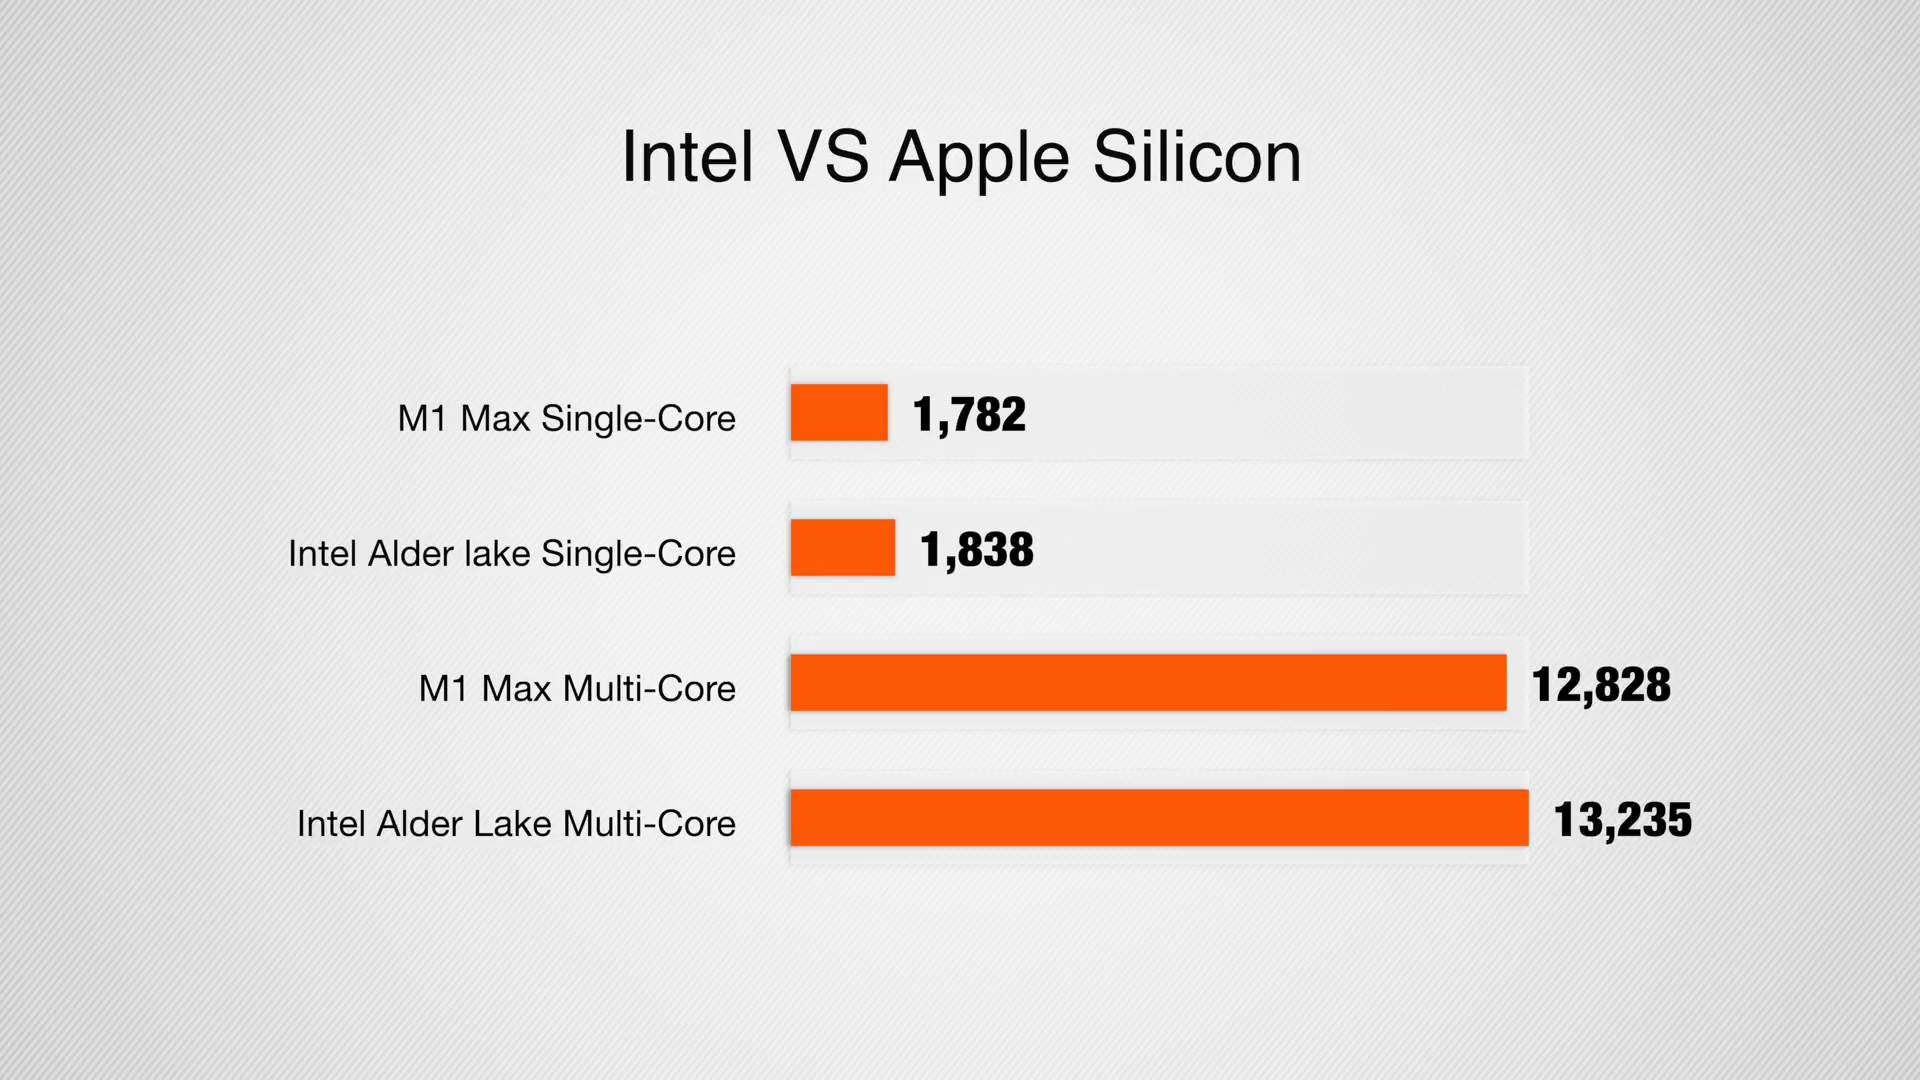 Intel VS Apple Silicon
M1 Max Single-Core 1,782
Intel Alder lake Single-Core 1,838
M1 Max Multi-Core 12,828
Intel Alder Lake Multi-Core 13,235